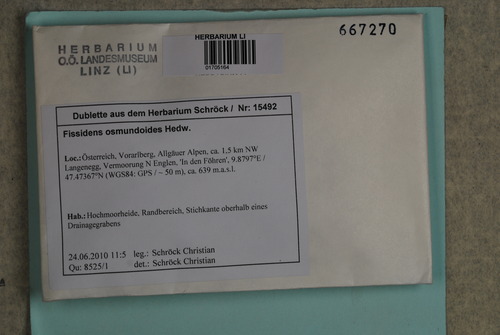 HERBARIUM
O.Ö. LANDESMUSEUM
LINZ (LI)
HERBARIUM LI
01706164
667270
Dublette aus dem Herbarium Schröck / Nr: 15492
Fissidens osmundoides Hedw.
Loc.:Österreich, Vorarlberg, Allgäuer Alpen, ca. 1,5 km NW
Langenegg, Vermoorung N Englen, 'In den Föhren', 9.8797°E /
47.47367°N (WGS84: GPS / ~ 50 m), ca. 639 m.a.s.l.
Hab.:Hochmoorheide, Randbereich, Stichkante oberhalb eines
Drainagegrabens
24.06.2010 11:5 leg.: Schröck Christian
Qu: 8525/1 det.: Schröck Christian